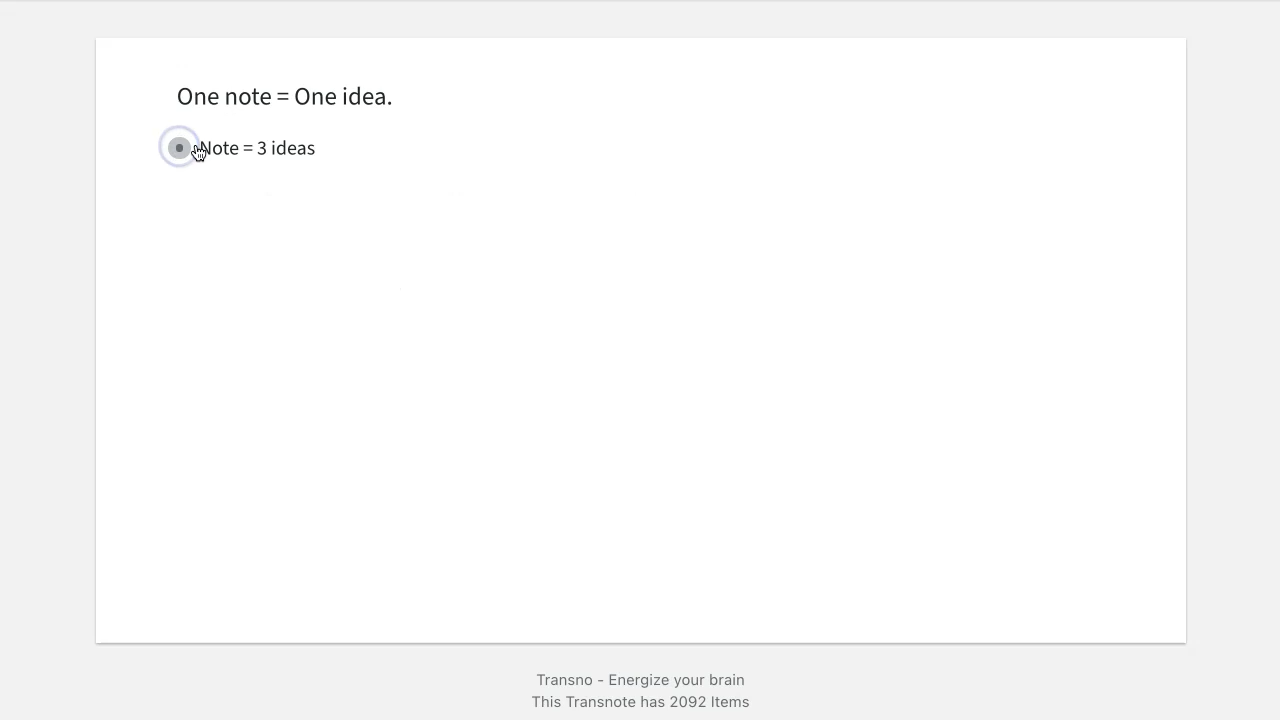 One note = One idea.
Note = 3 ideas
Transno - Energize your brain
This Transnote has 2092 Items